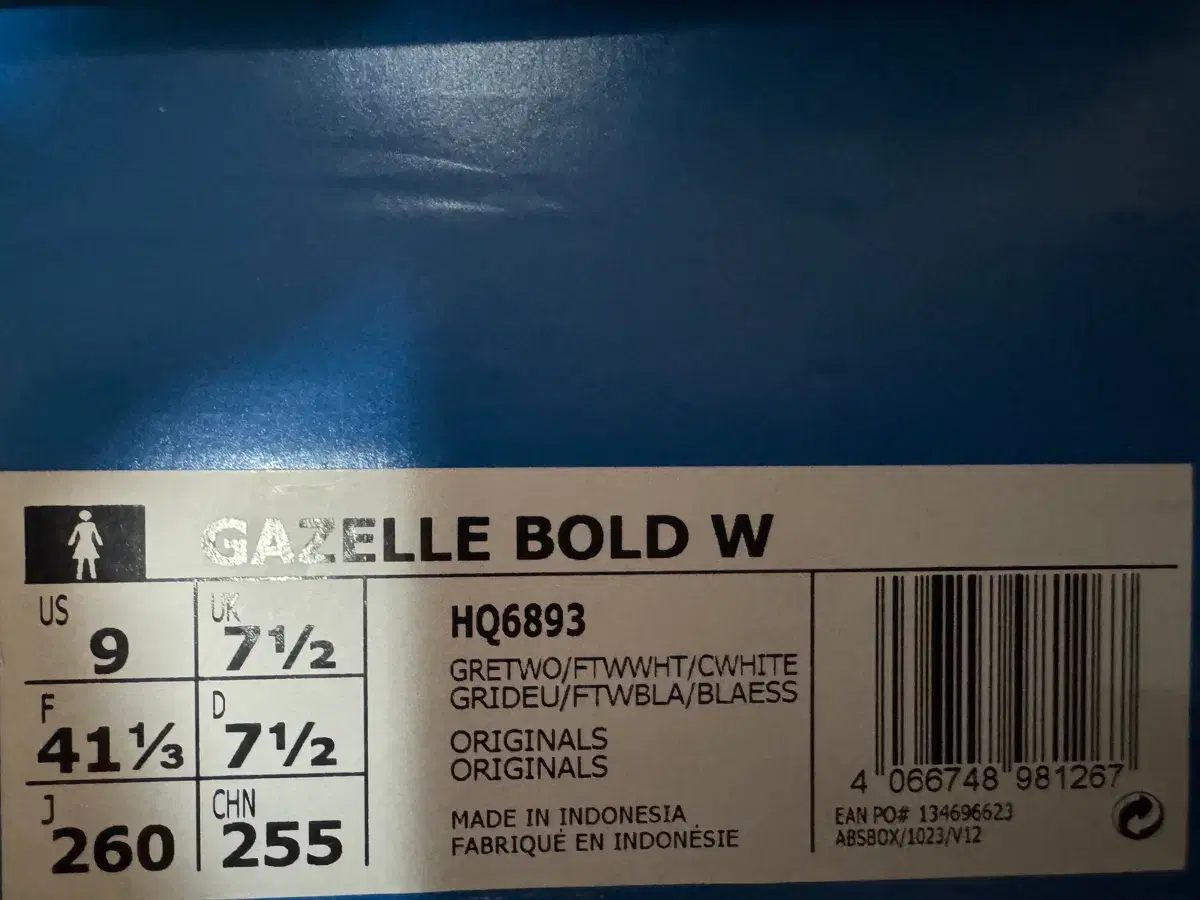 GAZELLE BOLD W
US
9
UK
7½
F
41⅓
D
7½
J
260
CHN
255
HQ6893
GRETWO/FTWWHT/CWHITE
GRIDEU/FTWBLA/BLAESS
ORIGINALS
ORIGINALS
MADE IN INDONESIA
FABRIQUÉ EN INDONÉSIE
4 066748 981267
EAN PO# 134696623
ABSBOX/1023/V12